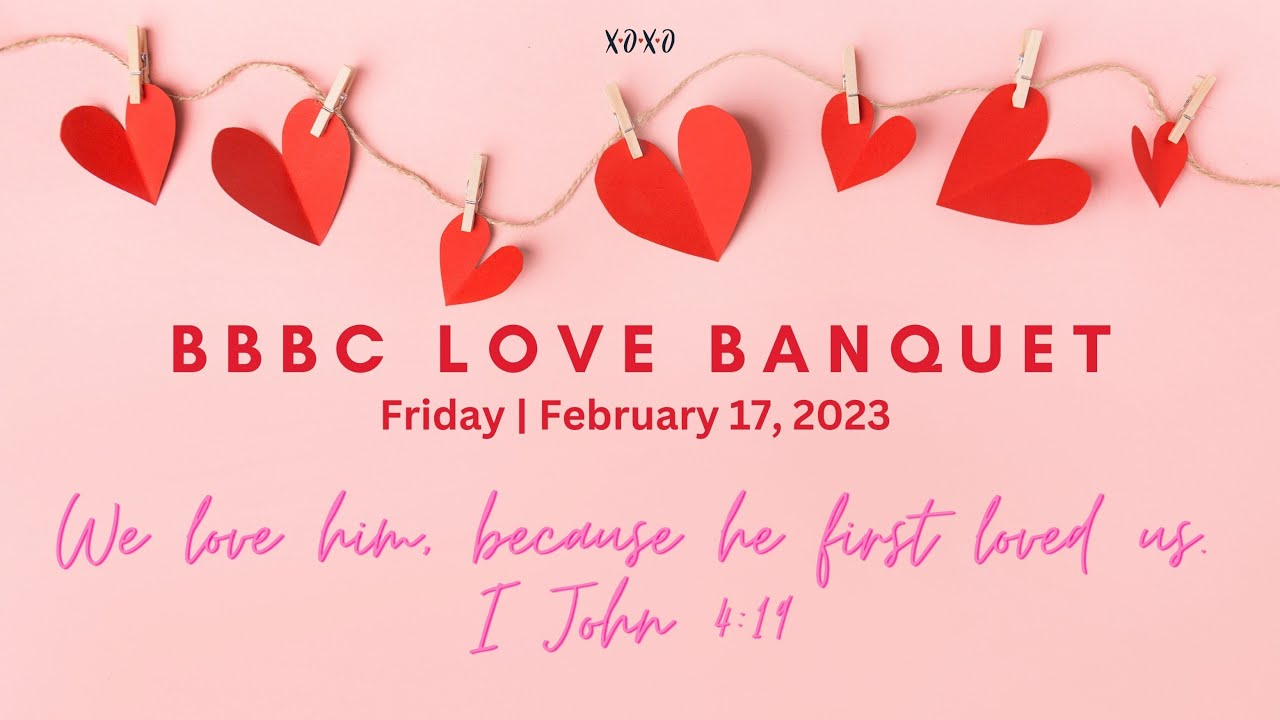 X♥O♥X♥O
BBBC LOVE BANQUET
Friday | February 17, 2023
We love him, because he first loved us.
I John 4:19